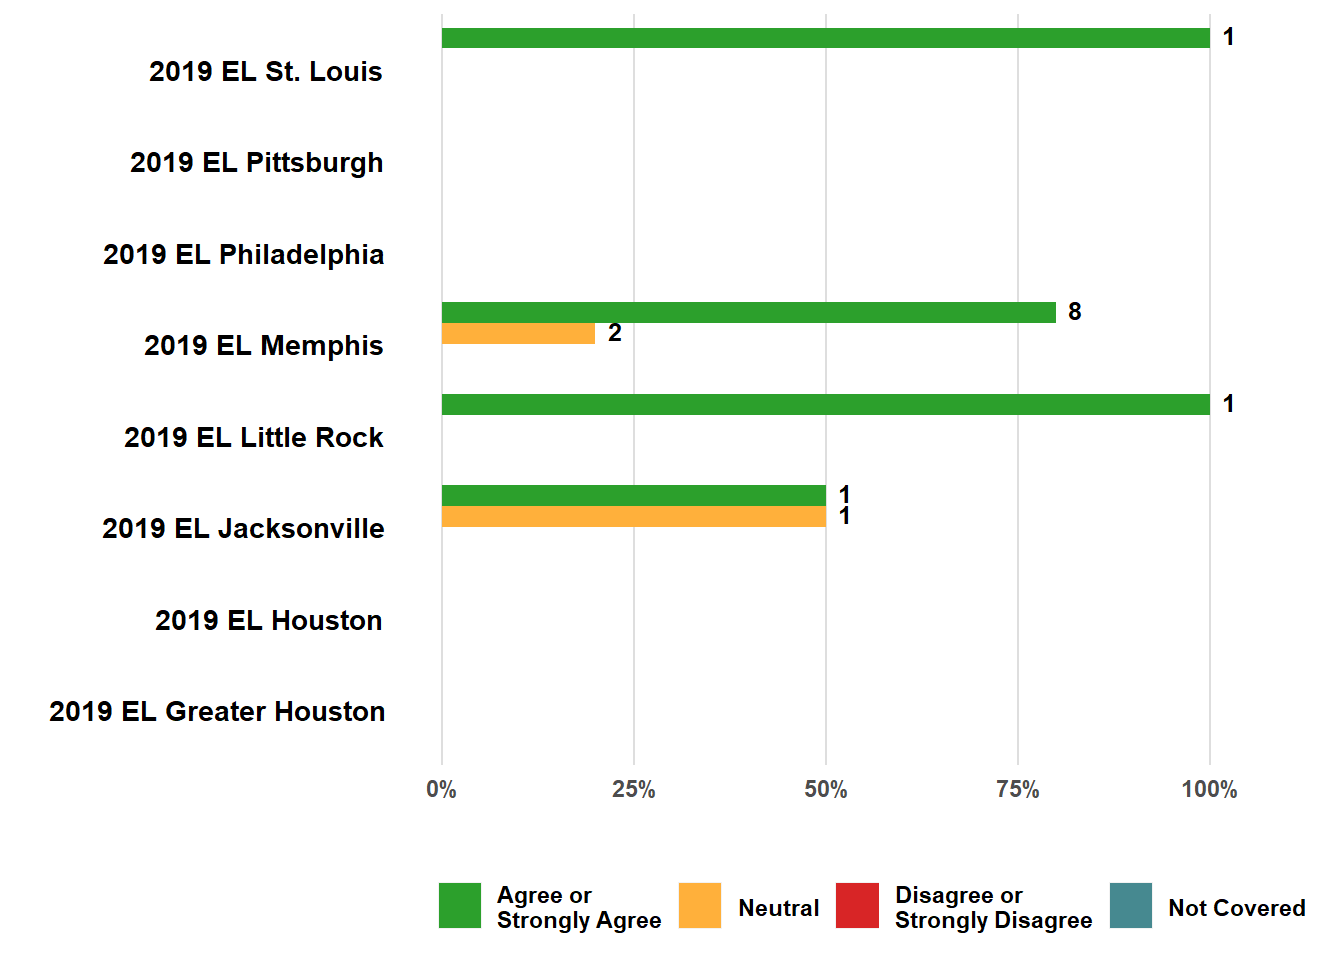 1
2019 EL St. Louis
2019 EL Pittsburgh
2019 EL Philadelphia
8
2
2019 EL Memphis
1
2019 EL Little Rock
1
1
2019 EL Jacksonville
2019 EL Houston
2019 EL Greater Houston
0% 25% 50% 75% 100%
Agree or
Strongly Agree
Neutral
Disagree or
Strongly Disagree
Not Covered